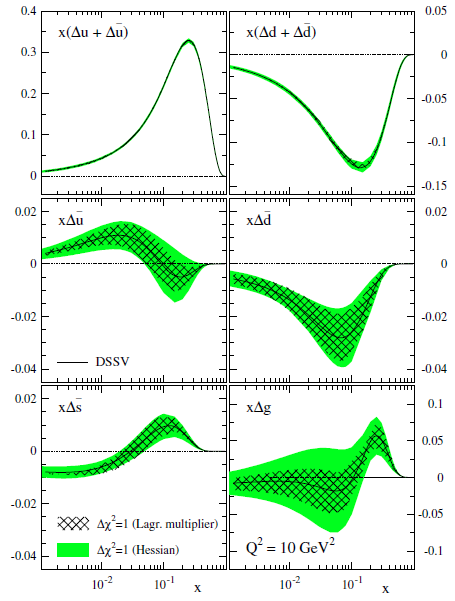 x(Δu + Δū)
x(Δd + Δd̄)
0.4
0.3
0.2
0.1
0
0.05
0
-0.05
-0.1
-0.15
xΔū
xΔd̄
0.02
0
-0.02
-0.04
DSSV
0.02
0
-0.02
-0.04
xΔs̄
xΔg
0.02
0
-0.02
-0.04
Δχ²=1 (Lagr. multiplier)
Δχ²=1 (Hessian)
0.1
0.05
0
-0.05
-0.1
Q² = 10 GeV²
10⁻² 10⁻¹ x
10⁻² 10⁻¹ x